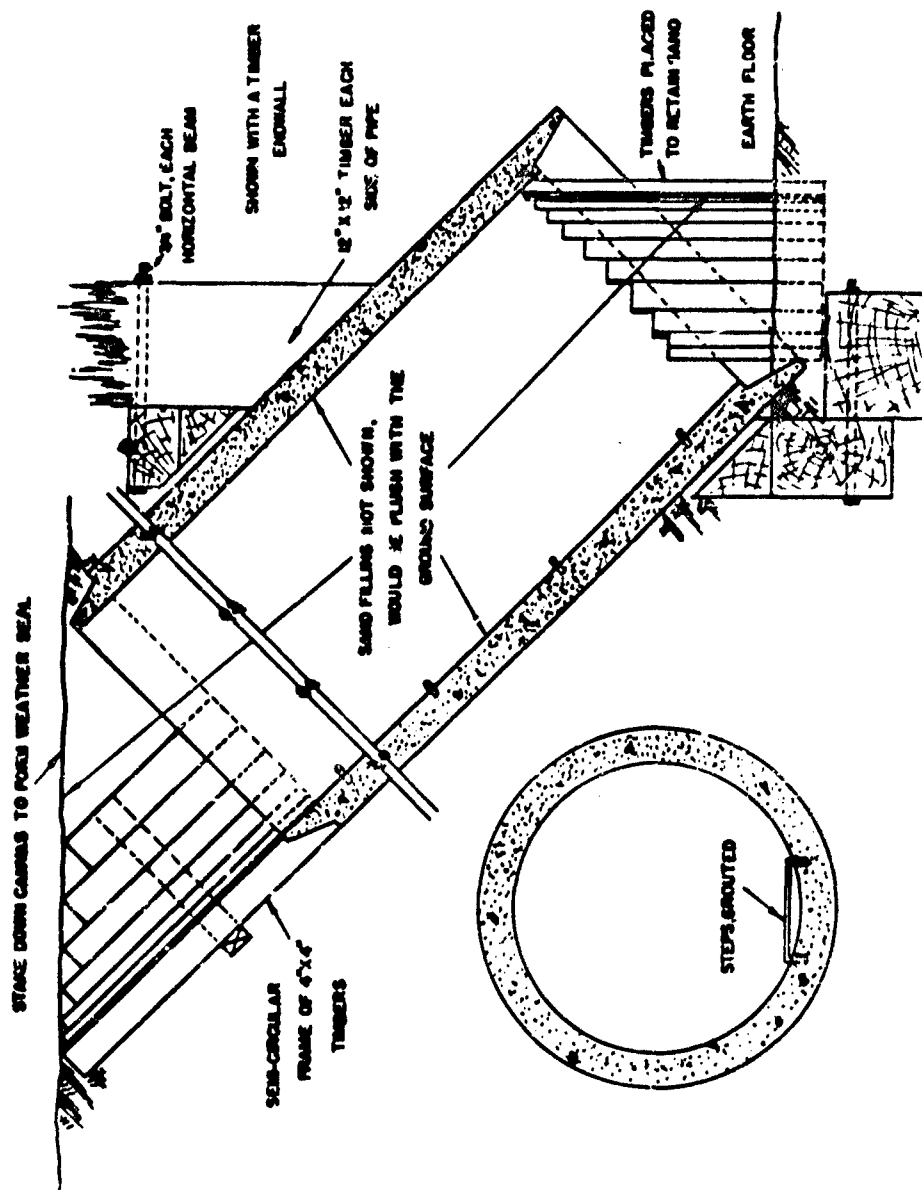 STAKE DOWN CANVAS TO FORM WEATHER SEAL
BOLT, EACH
HORIZONTAL BEAM
SHOWN WITH A TIMBER
ENDWALL
12" X 12" TIMBER EACH
SIDE OF PIPE
SAND FILLING NOT SHOWN,
WOULD BE FLUSH WITH THE
GROUND SURFACE
TIMBERS PLACED
TO RETAIN SAND
EARTH FLOOR
SEMI-CIRCULAR
FRAME OF 4"X4"
TIMBERS
STEPS, GROUTED